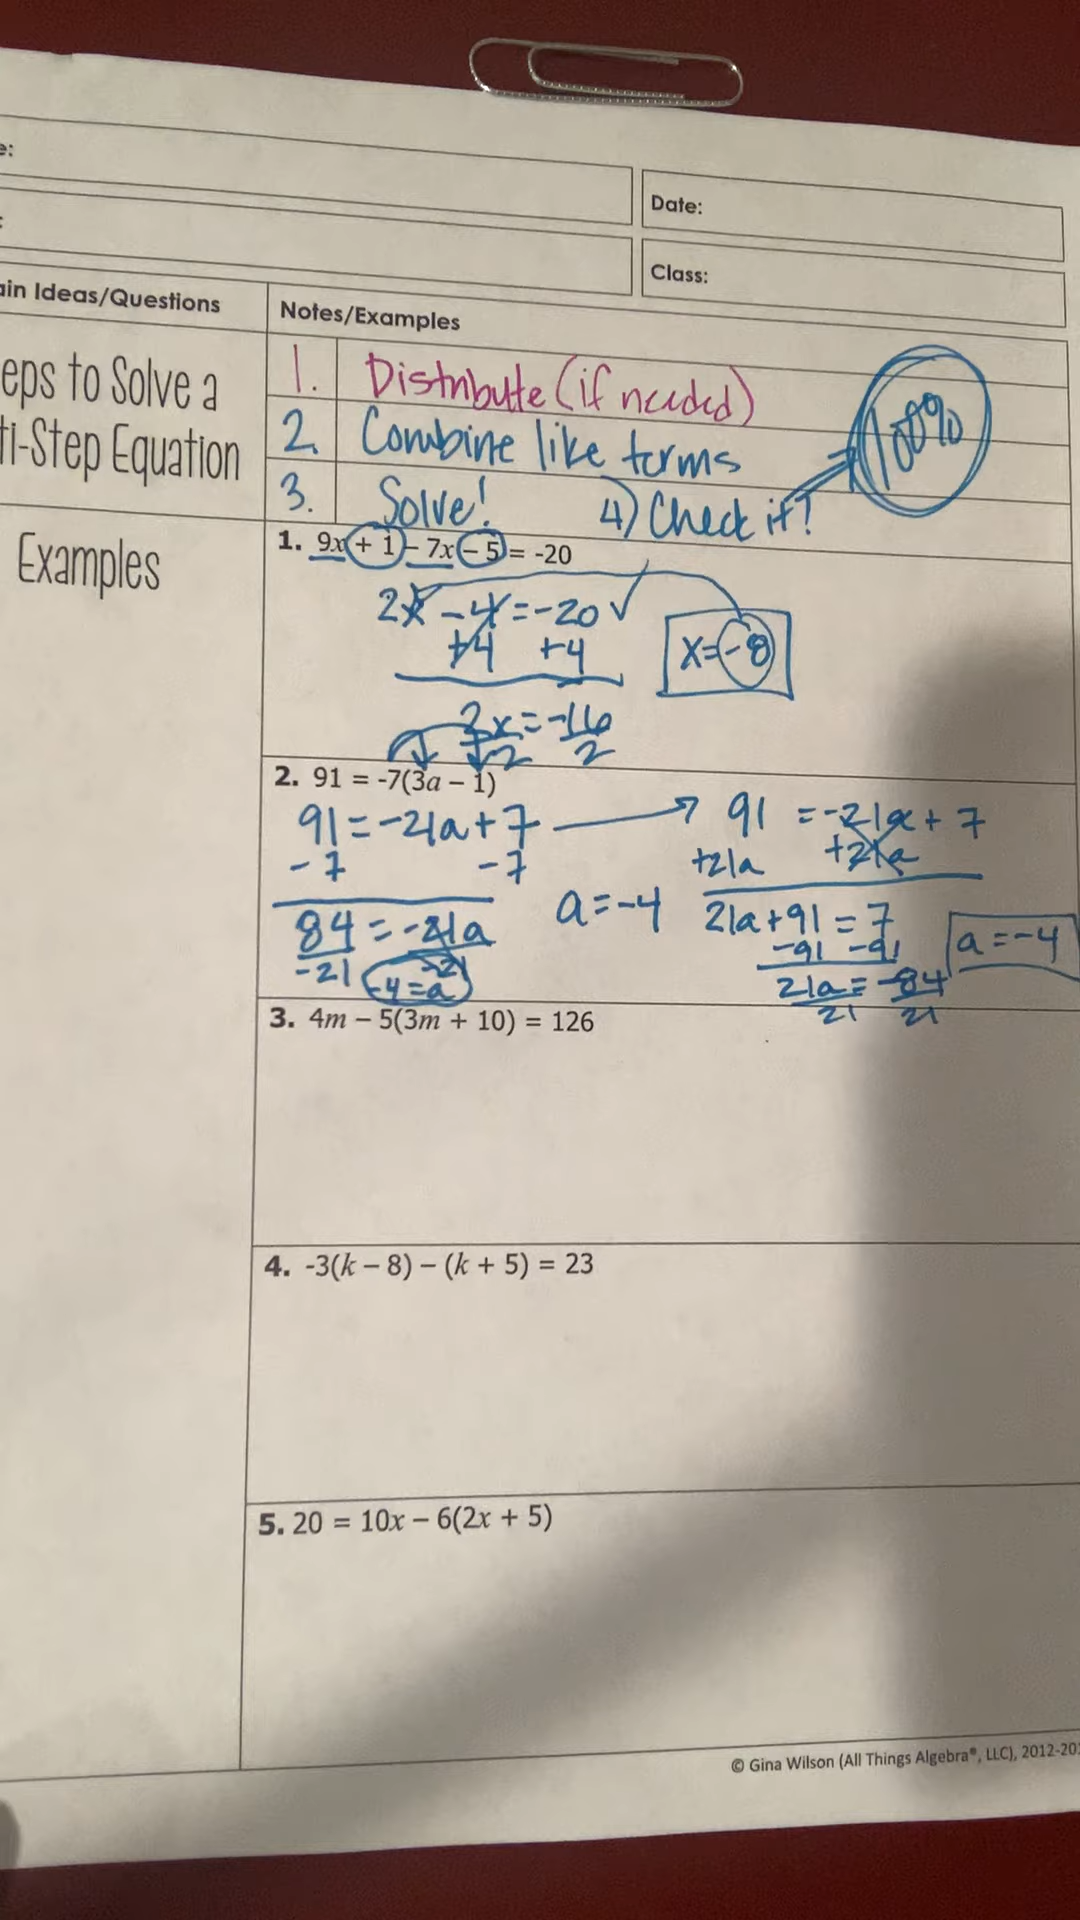 e:
Date:
:
Class:
ain Ideas/Questions
Notes/Examples
eps to Solve a
ti-Step Equation
1. Distribute (if needed)
2. Combine like terms
100%
3. Solve! 4) Check it!
Examples
1. 9x + 1 – 7x – 5 = -20
2x - 4 = -20 ✓
+4 +4
x = -8
2x = -16
2 2
2. 91 = -7(3a – 1)
91 = -21a + 7
-7 -7
84 = -21a
-21 -21
-4 = a
a = -4
91 = -21a + 7
+21a +21a
21a + 91 = 7
-91 -91
21a = -84
21 21
a = -4
3. 4m – 5(3m + 10) = 126
4. -3(k – 8) – (k + 5) = 23
5. 20 = 10x – 6(2x + 5)
© Gina Wilson (All Things Algebra®, LLC), 2012-20